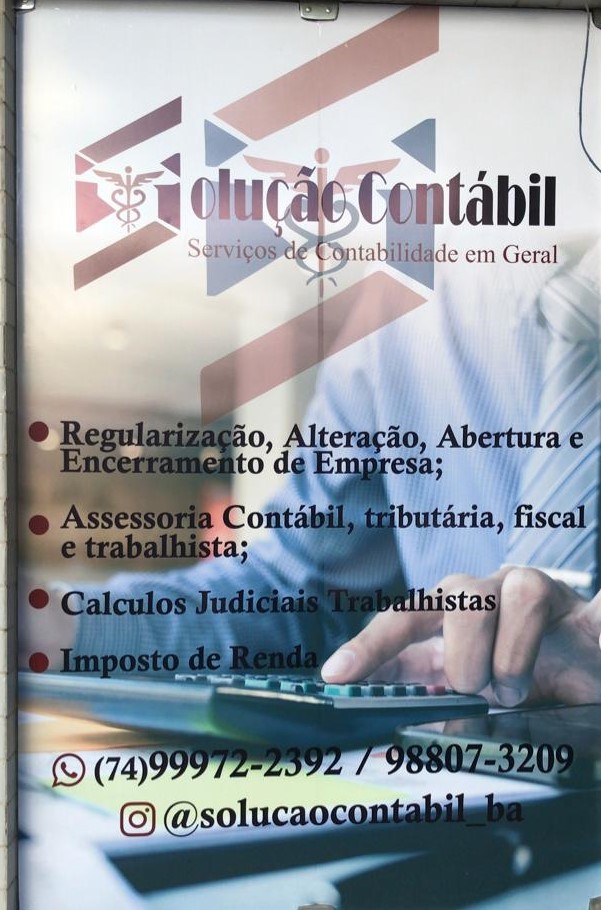 Solução Contábil
Serviços de Contabilidade em Geral
Regularização, Alteração, Abertura e
Encerramento de Empresa;
Assessoria Contábil, tributária, fiscal
e trabalhista;
Calculos Judiciais Trabalhistas
Imposto de Renda
(74)99972-2392 / 98807-3209
@solucaocontabil_ba